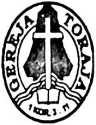 GEREJA TORAJA
I KOR. 3 : 11